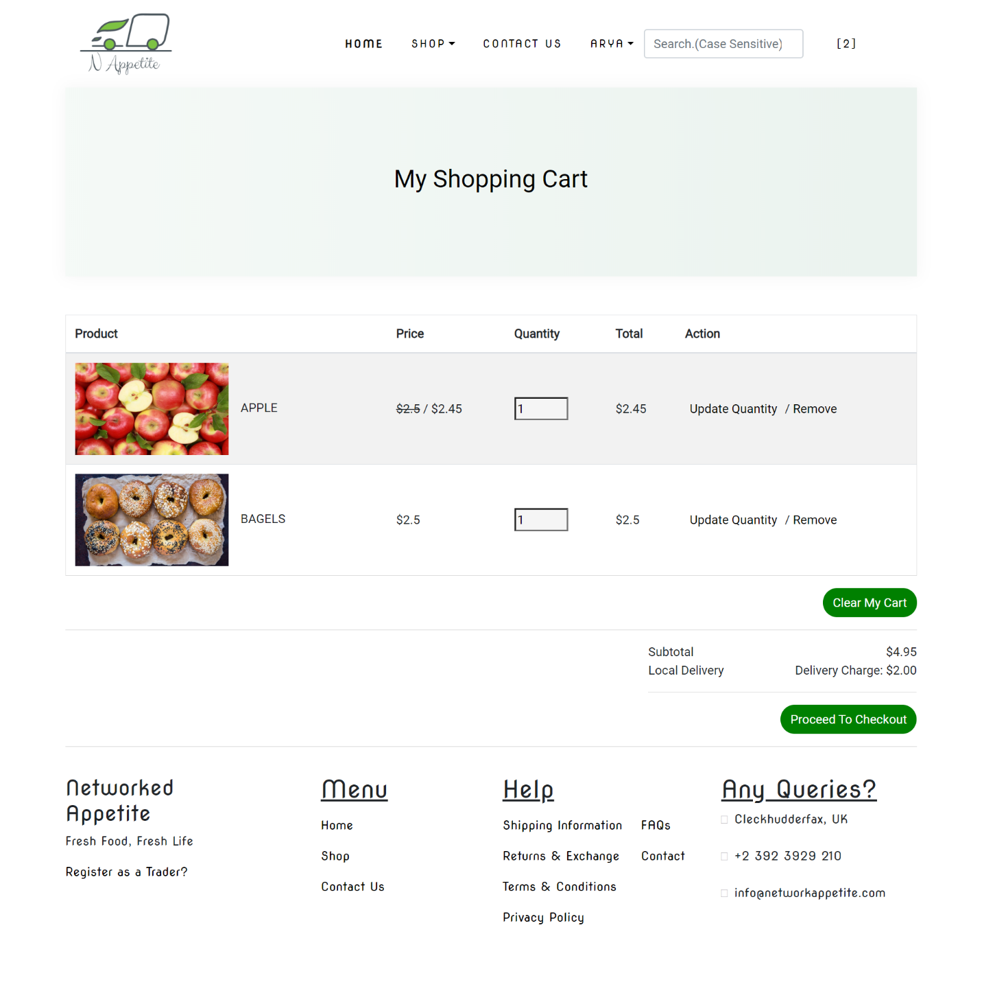 N Appetite
HOME SHOP CONTACT US ARYA Search.(Case Sensitive) [2]
My Shopping Cart
Product Price Quantity Total Action
APPLE $2.5 / $2.45 1 $2.45 Update Quantity / Remove
BAGELS $2.5 1 $2.5 Update Quantity / Remove
Clear My Cart
Subtotal $4.95
Local Delivery Delivery Charge: $2.00
Proceed To Checkout
Networked
Appetite
Fresh Food, Fresh Life
Register as a Trader?
Menu
Home
Shop
Contact Us
Help
Shipping Information FAQs
Returns & Exchange Contact
Terms & Conditions
Privacy Policy
Any Queries?
Cleckhudderfax, UK
+2 392 3929 210
info@networkappetite.com